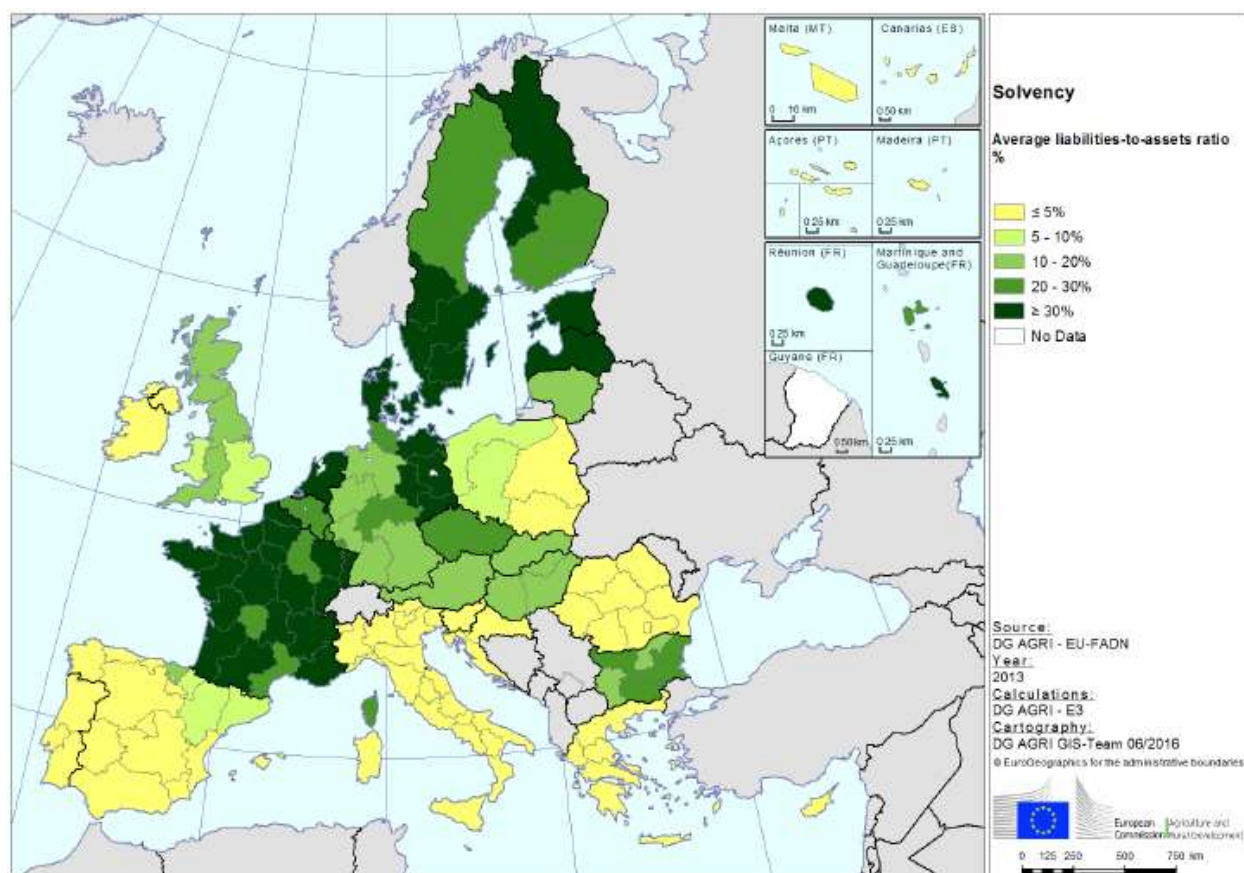 Malta (MT)
Canarias (ES)
0 10 km
0 50 km
Açores (PT)
Madeira (PT)
0 25 km
0 25 km
Réunion (FR)
Martinique and
Guadeloupe(FR)
0 25 km
Guyane (FR)
0 50 km
0 25 km
Solvency
Average liabilities-to-assets ratio
%
≤ 5%
5 - 10%
10 - 20%
20 - 30%
≥ 30%
No Data
Source:
DG AGRI - EU-FADN
Year:
2013
Calculations:
DG AGRI - E3
Cartography:
DG AGRI GIS-Team 06/2016
© EuroGeographics for the administrative boundaries
European
Commission
Agriculture and
Rural Development
0 125 250 500 750 km